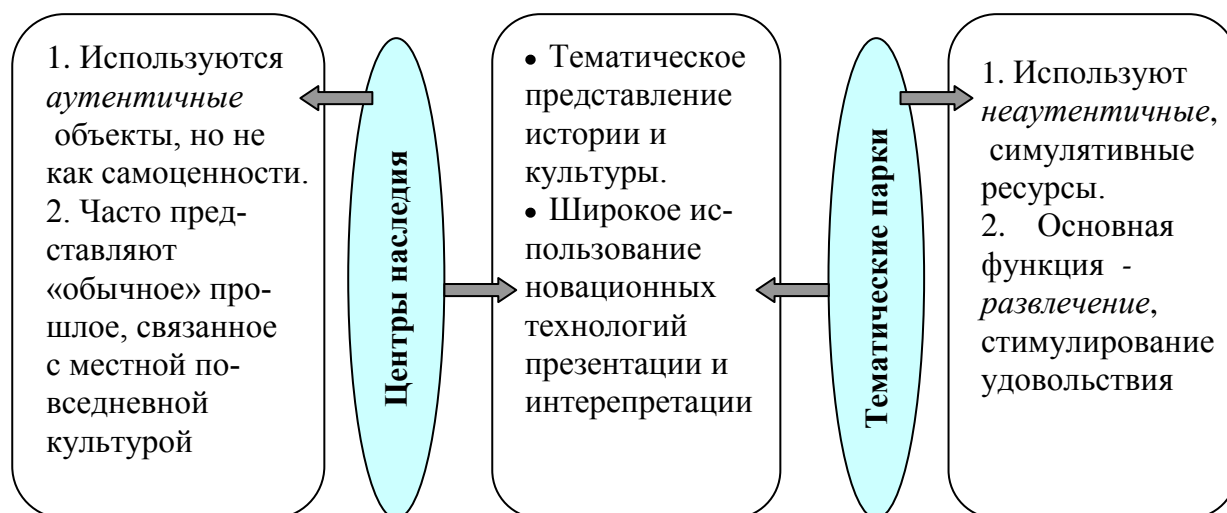 1. Используются
аутентичные
объекты, но не
как самоценности.
2. Часто пред-
ставляют
«обычное» про-
шлое, связанное
с местной по-
вседневной
культурой
Центры наследия
• Тематическое
представление
истории и
культуры.
• Широкое ис-
пользование
новационных
технологий
презентации и
интерепретации
Тематические парки
1. Используют
неаутентичные,
симулятивные
ресурсы.
2. Основная
функция -
развлечение,
стимулирование
удовольствия